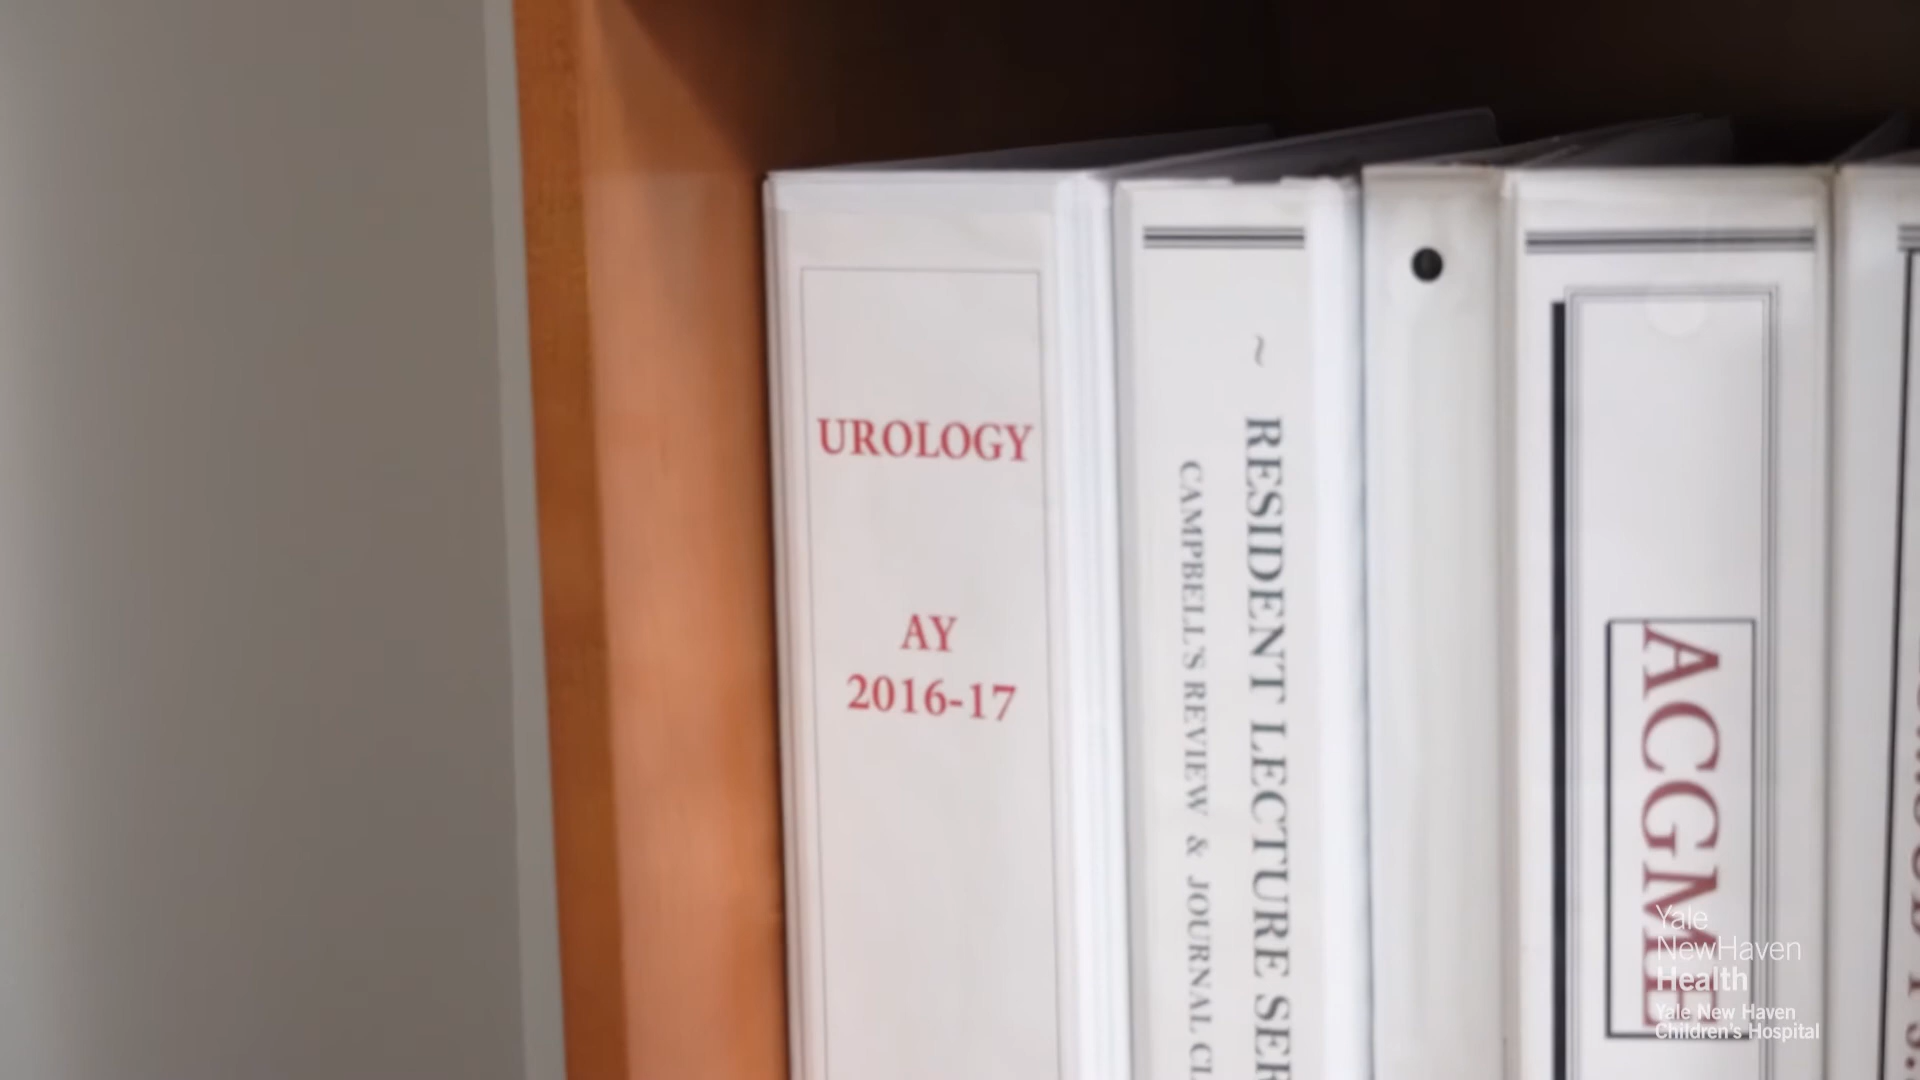 UROLOGY
AY
2016-17
~ RESIDENT LECTURE SER
CAMPBELL'S REVIEW & JOURNAL CL
ACGME
Yale
NewHaven
Health
Yale New Haven
Children's Hospital